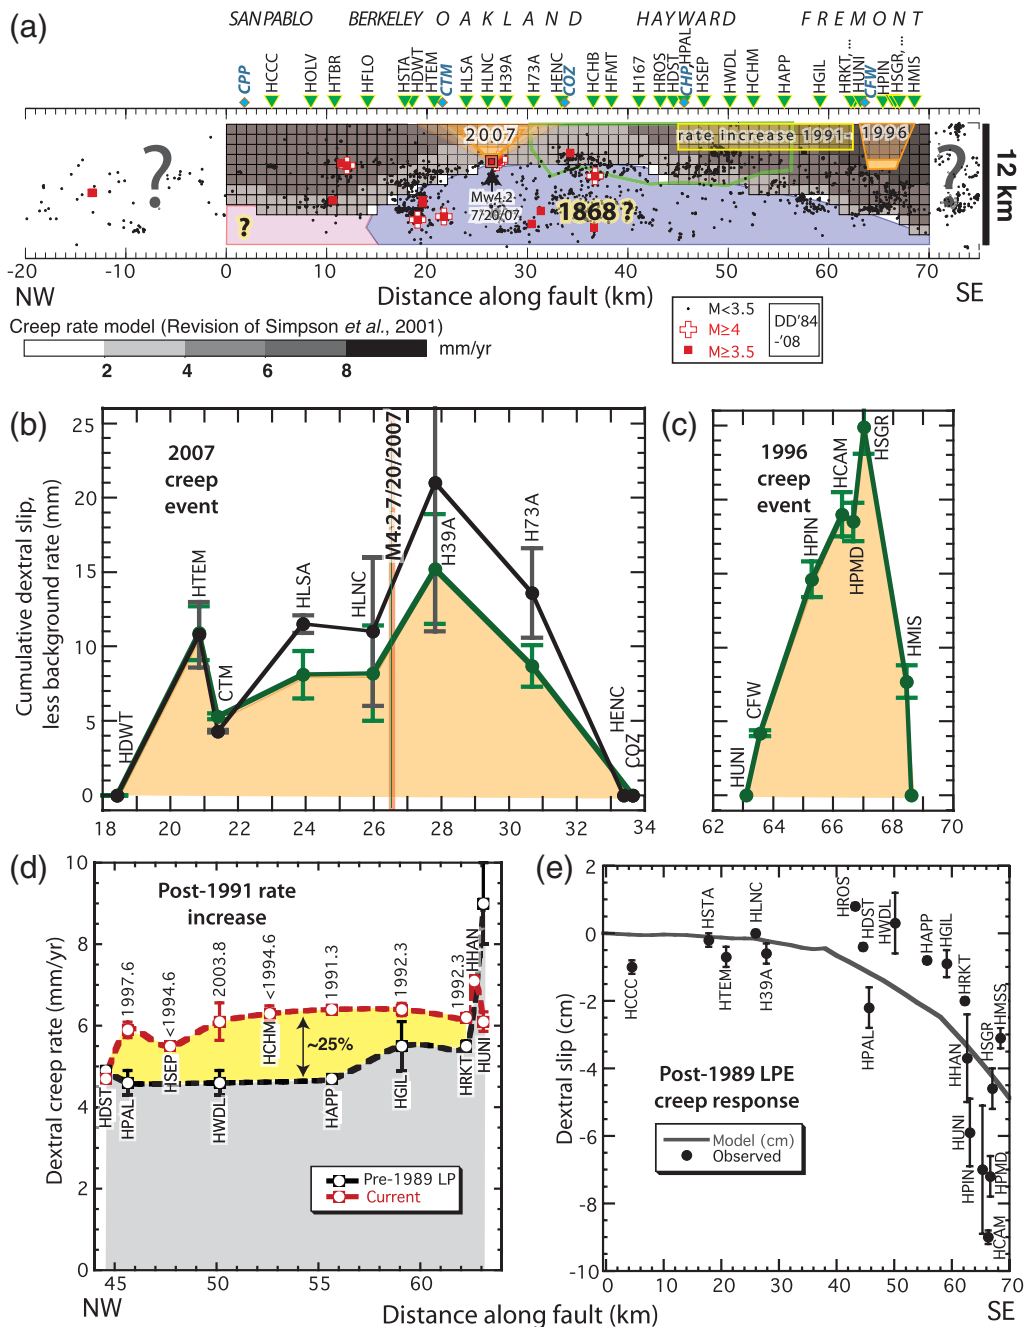 (a)
SAN PABLO BERKELEY O A K L A N D H A Y W A R D F R E M O N T
CPP HCCC HOLV HTBR HFLO HSTA HDWT HTEM CTM HLSA HLNC H39A H73A HENC COZ HCHB HFMT H167 HROS HDST CHP HPAL HSEP HWDL HCHM HAPP HGIL HRKT,... HUNI CFW HPIN HSGR,... HMIS
? 2007 rate increase 1991- 1996 ?
Mw4.2
7/20/07
1868 ?
?
12 km
-20 -10 0 10 20 30 40 50 60 70
NW Distance along fault (km) SE
Creep rate model (Revision of Simpson et al., 2001)
mm/yr
2 4 6 8
M<3.5
M≥4
M≥3.5
DD'84
-'08
(b)
2007
creep
event
Cumulative dextral slip,
less background rate (mm)
25
20
15
10
5
0
HDWT HTEM CTM HLSA HLNC M4.2 7/20/2007 H39A H73A HENC COZ
18 20 22 24 26 28 30 32 34
(c)
1996
creep
event
HUNI CFW HPIN HCAM HPMD HSGR HMIS
62 64 66 68 70
(d)
Post-1991 rate
increase
Dextral creep rate (mm/yr)
10
8
6
4
2
0
1997.6 <1994.6 2003.8 <1994.6 1991.3 1992.3 1992.3
HDST HPAL HSEP HWDL HCHM HAPP HGIL HRKT HHAN HUNI
~25%
Pre-1989 LP
Current
45 50 55 60
NW
(e)
Dextral slip (cm)
2
0
-2
-4
-6
-8
-10
HCCC HSTA HTEM HLNC H39A HROS HDST HPAL HWDL HAPP HGIL HRKT HHAN HUNI HPIN HSGR HMSS HPMD HCAM
Post-1989 LPE
creep response
Model (cm)
Observed
0 10 20 30 40 50 60 70
Distance along fault (km) SE